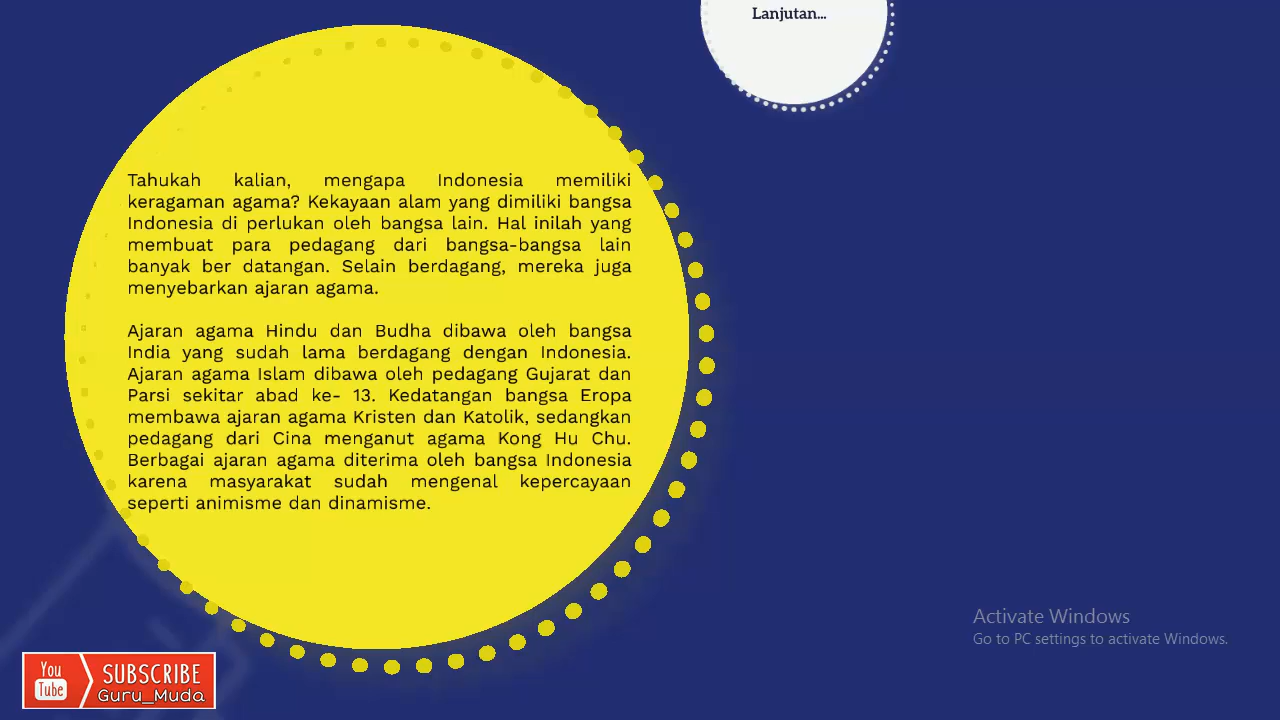 Lanjutan...
Tahukah kalian, mengapa Indonesia memiliki
keragaman agama? Kekayaan alam yang dimiliki bangsa
Indonesia di perlukan oleh bangsa lain. Hal inilah yang
membuat para pedagang dari bangsa-bangsa lain
banyak ber datangan. Selain berdagang, mereka juga
menyebarkan ajaran agama.
Ajaran agama Hindu dan Budha dibawa oleh bangsa
India yang sudah lama berdagang dengan Indonesia.
Ajaran agama Islam dibawa oleh pedagang Gujarat dan
Parsi sekitar abad ke- 13. Kedatangan bangsa Eropa
membawa ajaran agama Kristen dan Katolik, sedangkan
pedagang dari Cina menganut agama Kong Hu Chu.
Berbagai ajaran agama diterima oleh bangsa Indonesia
karena masyarakat sudah mengenal kepercayaan
seperti animisme dan dinamisme.
Activate Windows
Go to PC settings to activate Windows.
You Tube SUBSCRIBE
Guru_Muda